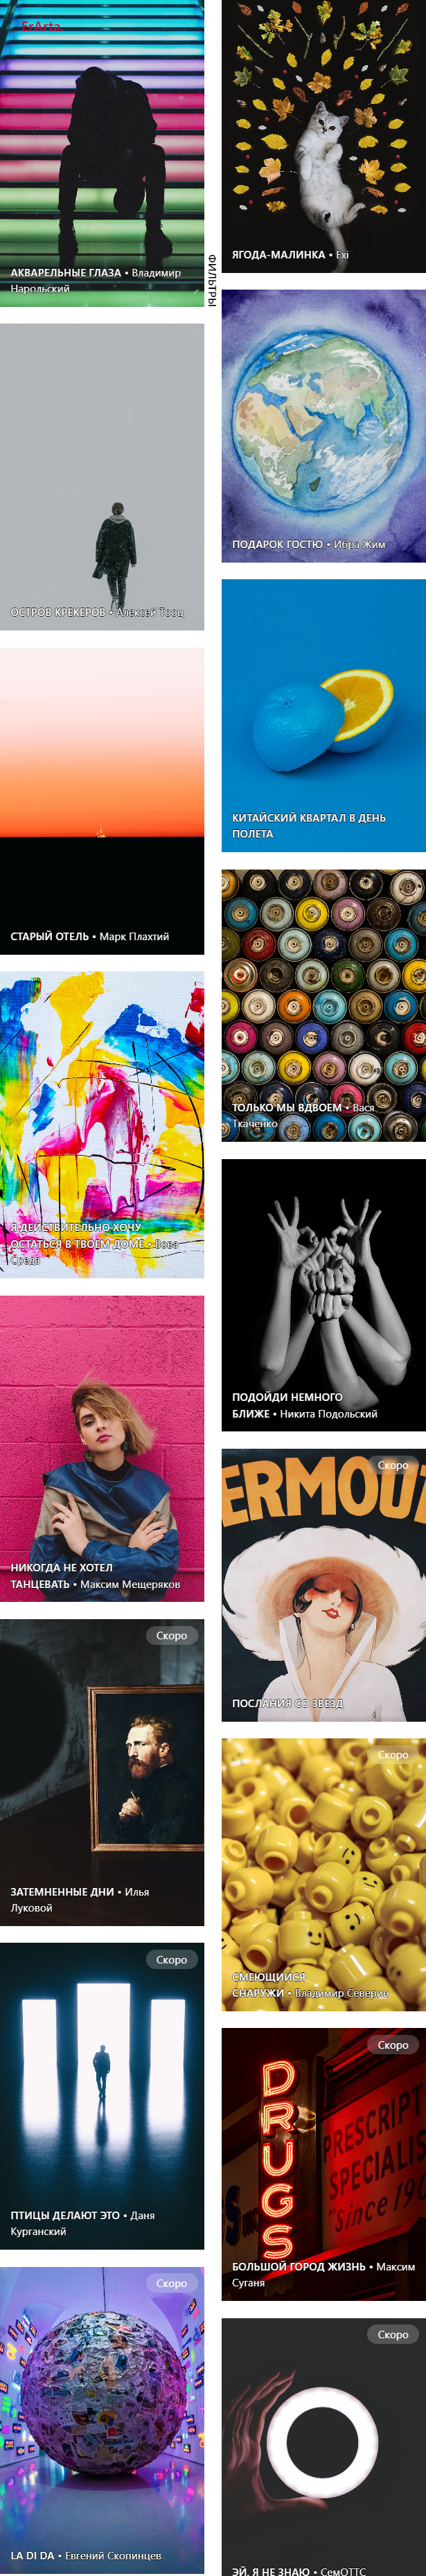 ErArta.
АКВАРЕЛЬНЫЕ ГЛАЗА • Владимир
Нарольский
ФИЛЬТРЫ
ЯГОДА-МАЛИНКА • Exi
ОСТРОВ КРЕКЕРОВ • Алексей Тооц
ПОДАРОК ГОСТЮ • Ибра Жим
СТАРЫЙ ОТЕЛЬ • Марк Плахтий
КИТАЙСКИЙ КВАРТАЛ В ДЕНЬ
ПОЛЕТА
Я ДЕЙСТВИТЕЛЬНО ХОЧУ
ОСТАТЬСЯ В ТВОЕМ ДОМЕ • Вова
Среда
ТОЛЬКО МЫ ВДВОЕМ • Вася
Ткаченко
НИКОГДА НЕ ХОТЕЛ
ТАНЦЕВАТЬ • Максим Мещеряков
ПОДОЙДИ НЕМНОГО
БЛИЖЕ • Никита Подольский
Скоро
ЗАТЕМНЕННЫЕ ДНИ • Илья
Луковой
Скоро
ERMOUT
ПОСЛАНИЯ СО ЗВЕЗД
Скоро
ПТИЦЫ ДЕЛАЮТ ЭТО • Даня
Курганский
Скоро
СМЕЮЩИЙСЯ
СНАРУЖИ • Владимир Северин
Скоро
LA DI DA • Евгений Скопинцев
Скоро
DRUGS
PRESCRIPT
SPECIALIS
"Since 190
БОЛЬШОЙ ГОРОД ЖИЗНЬ • Максим
Суганя
Скоро
ЭЙ, Я НЕ ЗНАЮ • СемОТТС